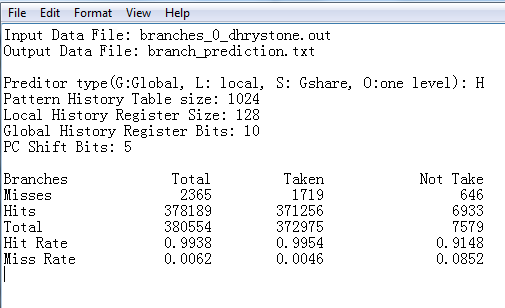 File Edit Format View Help
Input Data File: branches_0_dhrystone.out
Output Data File: branch_prediction.txt
Preditor type(G:Global, L: local, S: Gshare, O:one level): H
Pattern History Table size: 1024
Local History Register Size: 128
Global History Register Bits: 10
PC Shift Bits: 5
Branches Total Taken Not Take
Misses 2365 1719 646
Hits 378189 371256 6933
Total 380554 372975 7579
Hit Rate 0.9938 0.9954 0.9148
Miss Rate 0.0062 0.0046 0.0852